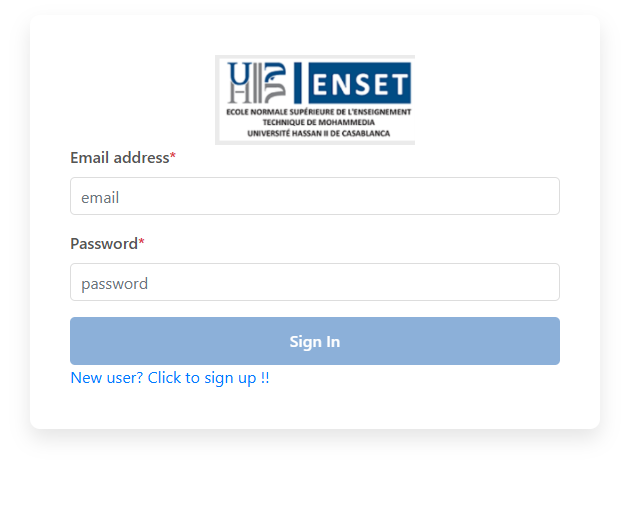 UH2C ENSET
ECOLE NORMALE SUPÉRIEURE DE L'ENSEIGNEMENT
TECHNIQUE DE MOHAMMEDIA
UNIVERSITÉ HASSAN II DE CASABLANCA
Email address*
email
Password*
password
Sign In
New user? Click to sign up !!